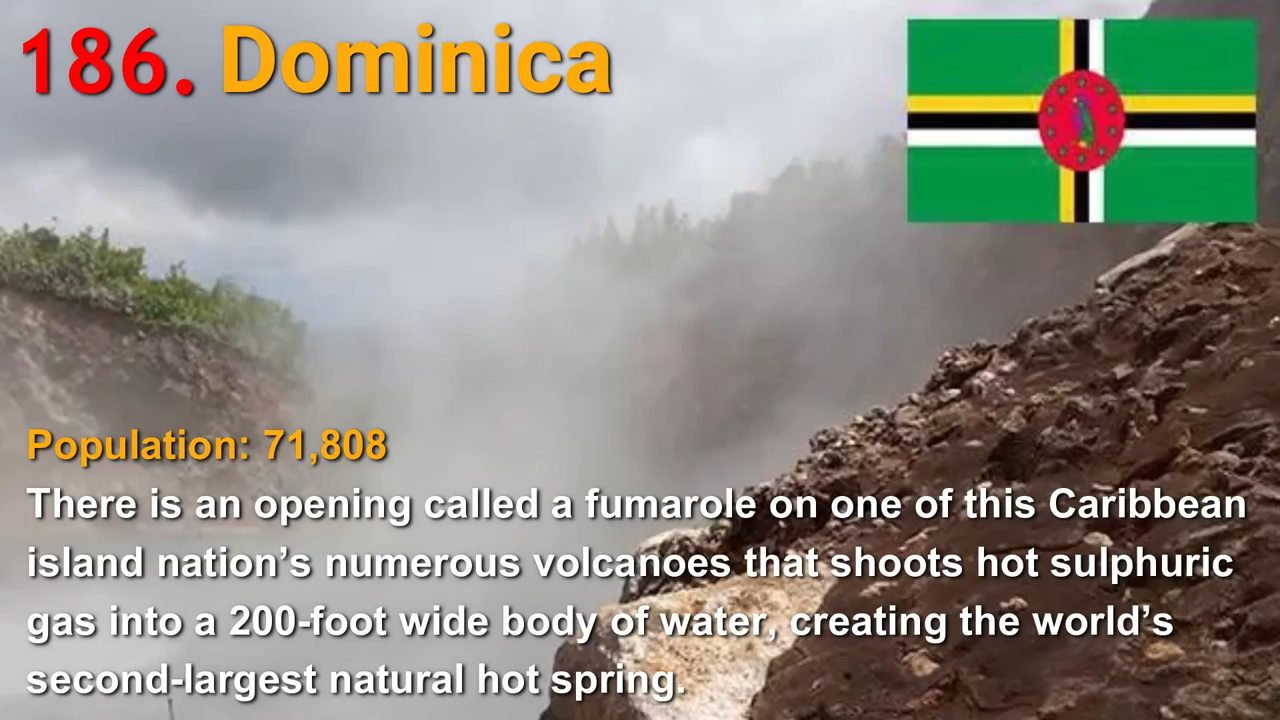 186. Dominica
Population: 71,808
There is an opening called a fumarole on one of this Caribbean
island nation’s numerous volcanoes that shoots hot sulphuric
gas into a 200-foot wide body of water, creating the world’s
second-largest natural hot spring.